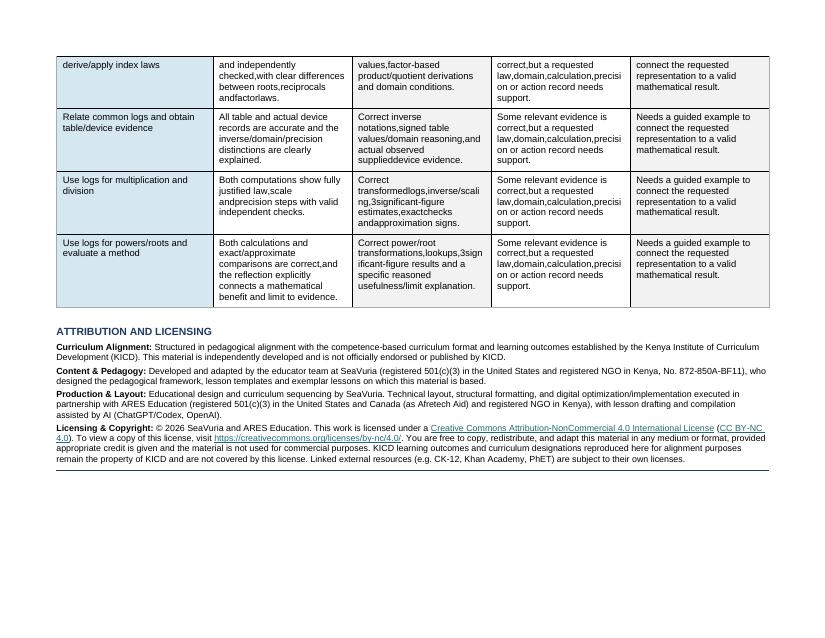 derive/apply index laws
and independently
checked,with clear differences
between roots,reciprocals
andfactorlaws.
values,factor-based
product/quotient derivations
and domain conditions.
correct,but a requested
law,domain,calculation,precisi
on or action record needs
support.
connect the requested
representation to a valid
mathematical result.
Relate common logs and obtain
table/device evidence
All table and actual device
records are accurate and the
inverse/domain/precision
distinctions are clearly
explained.
Correct inverse
notations,signed table
values/domain reasoning,and
actual observed
supplieddevice evidence.
Some relevant evidence is
correct,but a requested
law,domain,calculation,precisi
on or action record needs
support.
Needs a guided example to
connect the requested
representation to a valid
mathematical result.
Use logs for multiplication and
division
Both computations show fully
justified law,scale
andprecision steps with valid
independent checks.
Correct
transformedlogs,inverse/scali
ng,3significant-figure
estimates,exactchecks
andapproximation signs.
Some relevant evidence is
correct,but a requested
law,domain,calculation,precisi
on or action record needs
support.
Needs a guided example to
connect the requested
representation to a valid
mathematical result.
Use logs for powers/roots and
evaluate a method
Both calculations and
exact/approximate
comparisons are correct,and
the reflection explicitly
connects a mathematical
benefit and limit to evidence.
Correct power/root
transformations,lookups,3sign
ificant-figure results and a
specific reasoned
usefulness/limit explanation.
Some relevant evidence is
correct,but a requested
law,domain,calculation,precisi
on or action record needs
support.
Needs a guided example to
connect the requested
representation to a valid
mathematical result.
ATTRIBUTION AND LICENSING
Curriculum Alignment: Structured in pedagogical alignment with the competence-based curriculum format and learning outcomes established by the Kenya Institute of Curriculum
Development (KICD). This material is independently developed and is not officially endorsed or published by KICD.
Content & Pedagogy: Developed and adapted by the educator team at SeaVuria (registered 501(c)(3) in the United States and registered NGO in Kenya, No. 872-850A-BF11), who
designed the pedagogical framework, lesson templates and exemplar lessons on which this material is based.
Production & Layout: Educational design and curriculum sequencing by SeaVuria. Technical layout, structural formatting, and digital optimization/implementation executed in
partnership with ARES Education (registered 501(c)(3) in the United States and Canada (as Afretech Aid) and registered NGO in Kenya), with lesson drafting and compilation
assisted by AI (ChatGPT/Codex, OpenAI).
Licensing & Copyright: © 2026 SeaVuria and ARES Education. This work is licensed under a Creative Commons Attribution-NonCommercial 4.0 International License (CC BY-NC
4.0). To view a copy of this license, visit https://creativecommons.org/licenses/by-nc/4.0/. You are free to copy, redistribute, and adapt this material in any medium or format, provided
appropriate credit is given and the material is not used for commercial purposes. KICD learning outcomes and curriculum designations reproduced here for alignment purposes
remain the property of KICD and are not covered by this license. Linked external resources (e.g. CK-12, Khan Academy, PhET) are subject to their own licenses.